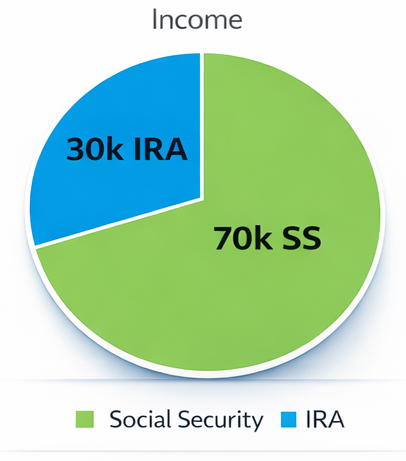 Income
30k IRA
70k SS
Social Security
IRA